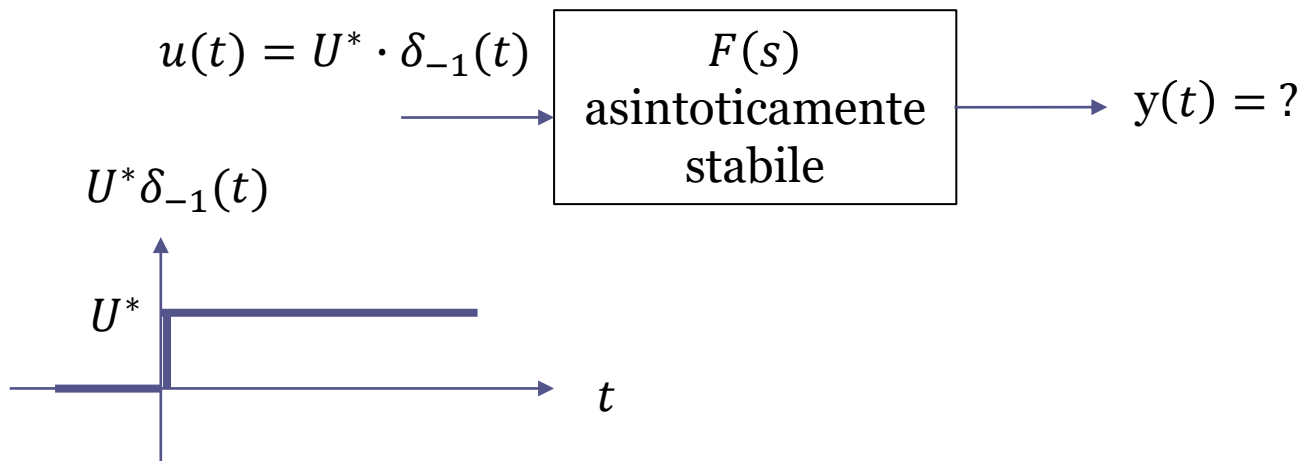 u(t) = U* · δ₋₁(t)
F(s)
asintoticamente
stabile
y(t) = ?
U*δ₋₁(t)
U*
t